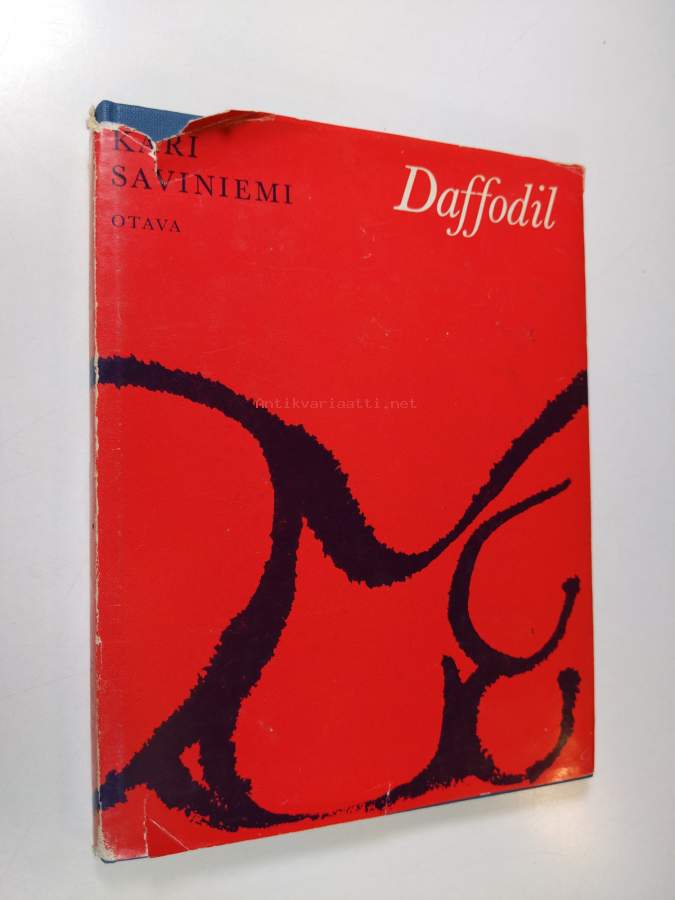 KARI
SAVINIEMI
OTAVA
Daffodil
Antikvariaatti.net